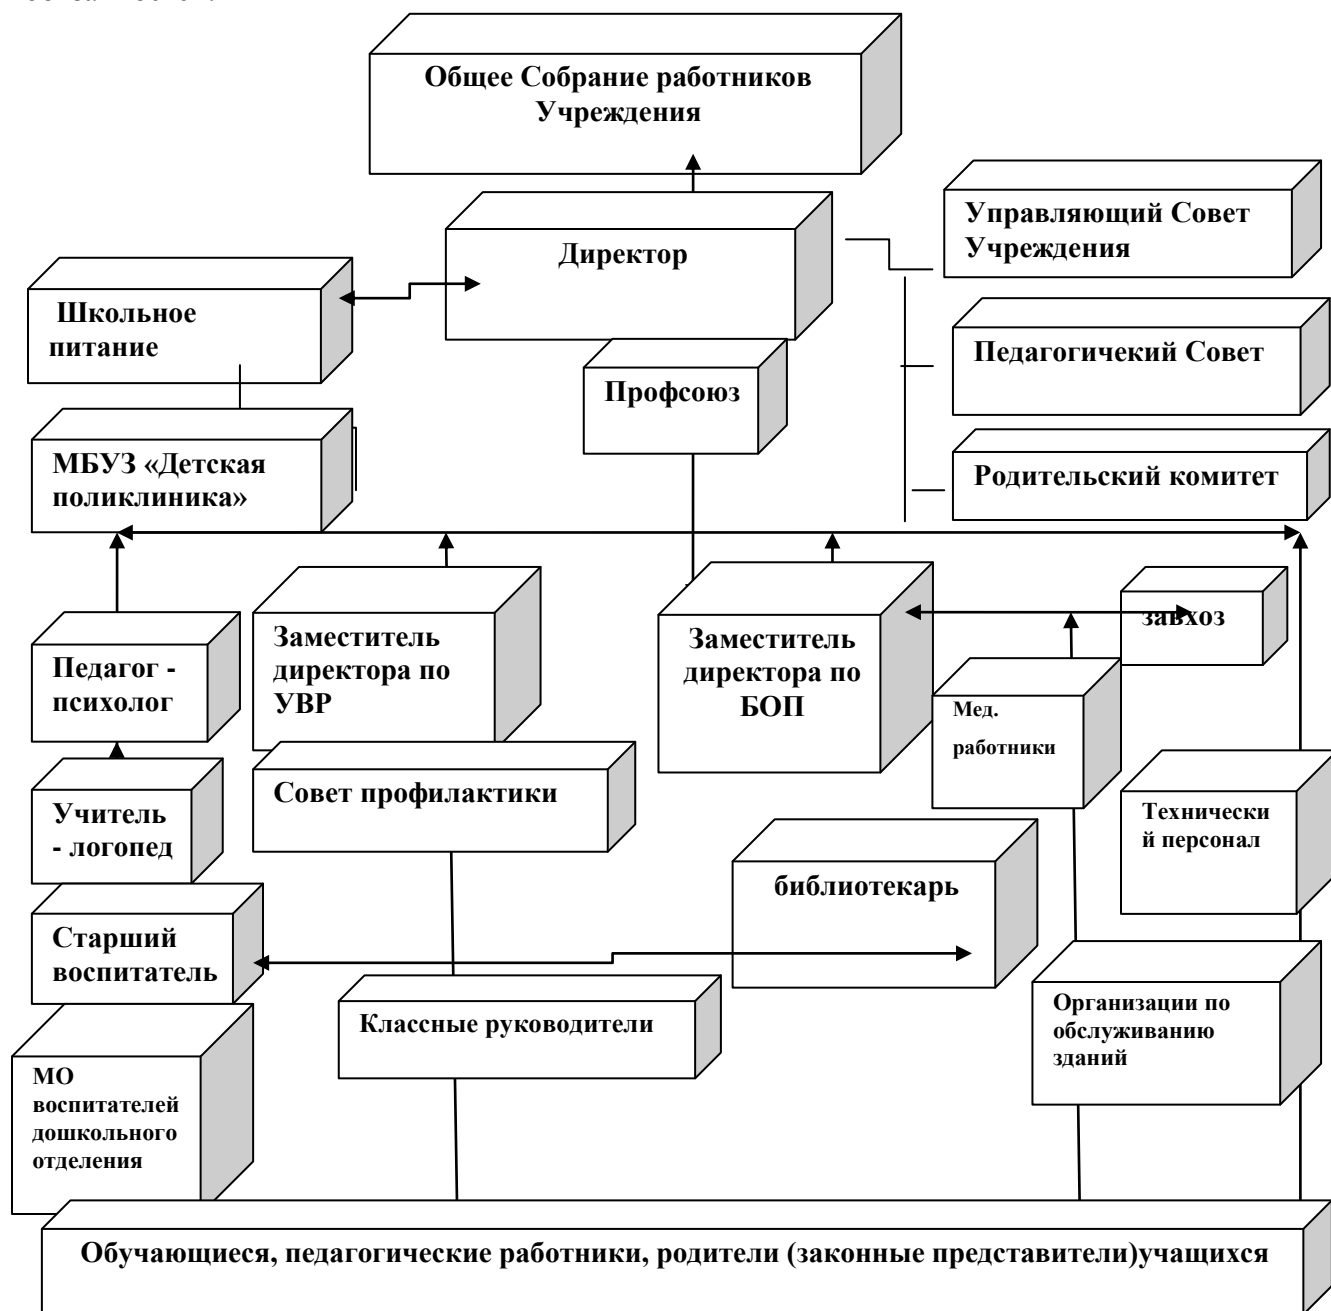 Общее Собрание работников
Учреждения
Управляющий Совет
Учреждения
Директор
Школьное
питание
Педагогичекий Совет
Профсоюз
МБУЗ «Детская
поликлиника»
Родительский комитет
завхоз
Заместитель
директора по
УВР
Заместитель
директора по
БОП
Педагог -
психолог
Мед.
работники
Совет профилактики
Учитель
- логопед
Технически
й персонал
библиотекарь
Старший
воспитатель
Классные руководители
Организации по
обслуживанию
зданий
МО
воспитателей
дошкольного
отделения
Обучающиеся, педагогические работники, родители (законные представители)учащихся